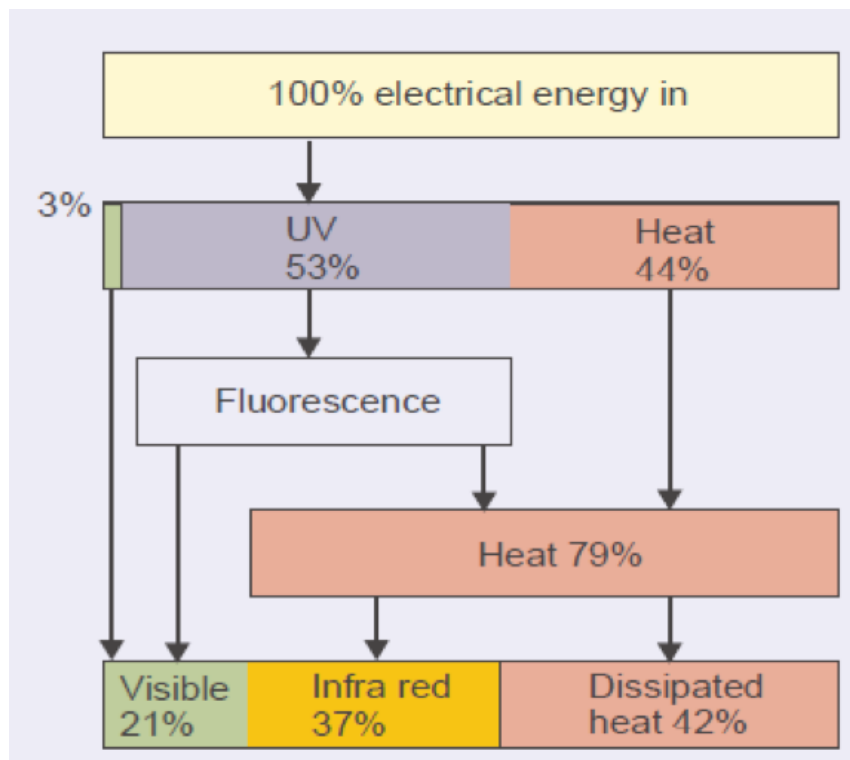 100% electrical energy in
3%
UV
53%
Heat
44%
Fluorescence
Heat 79%
Visible
21%
Infra red
37%
Dissipated
heat 42%